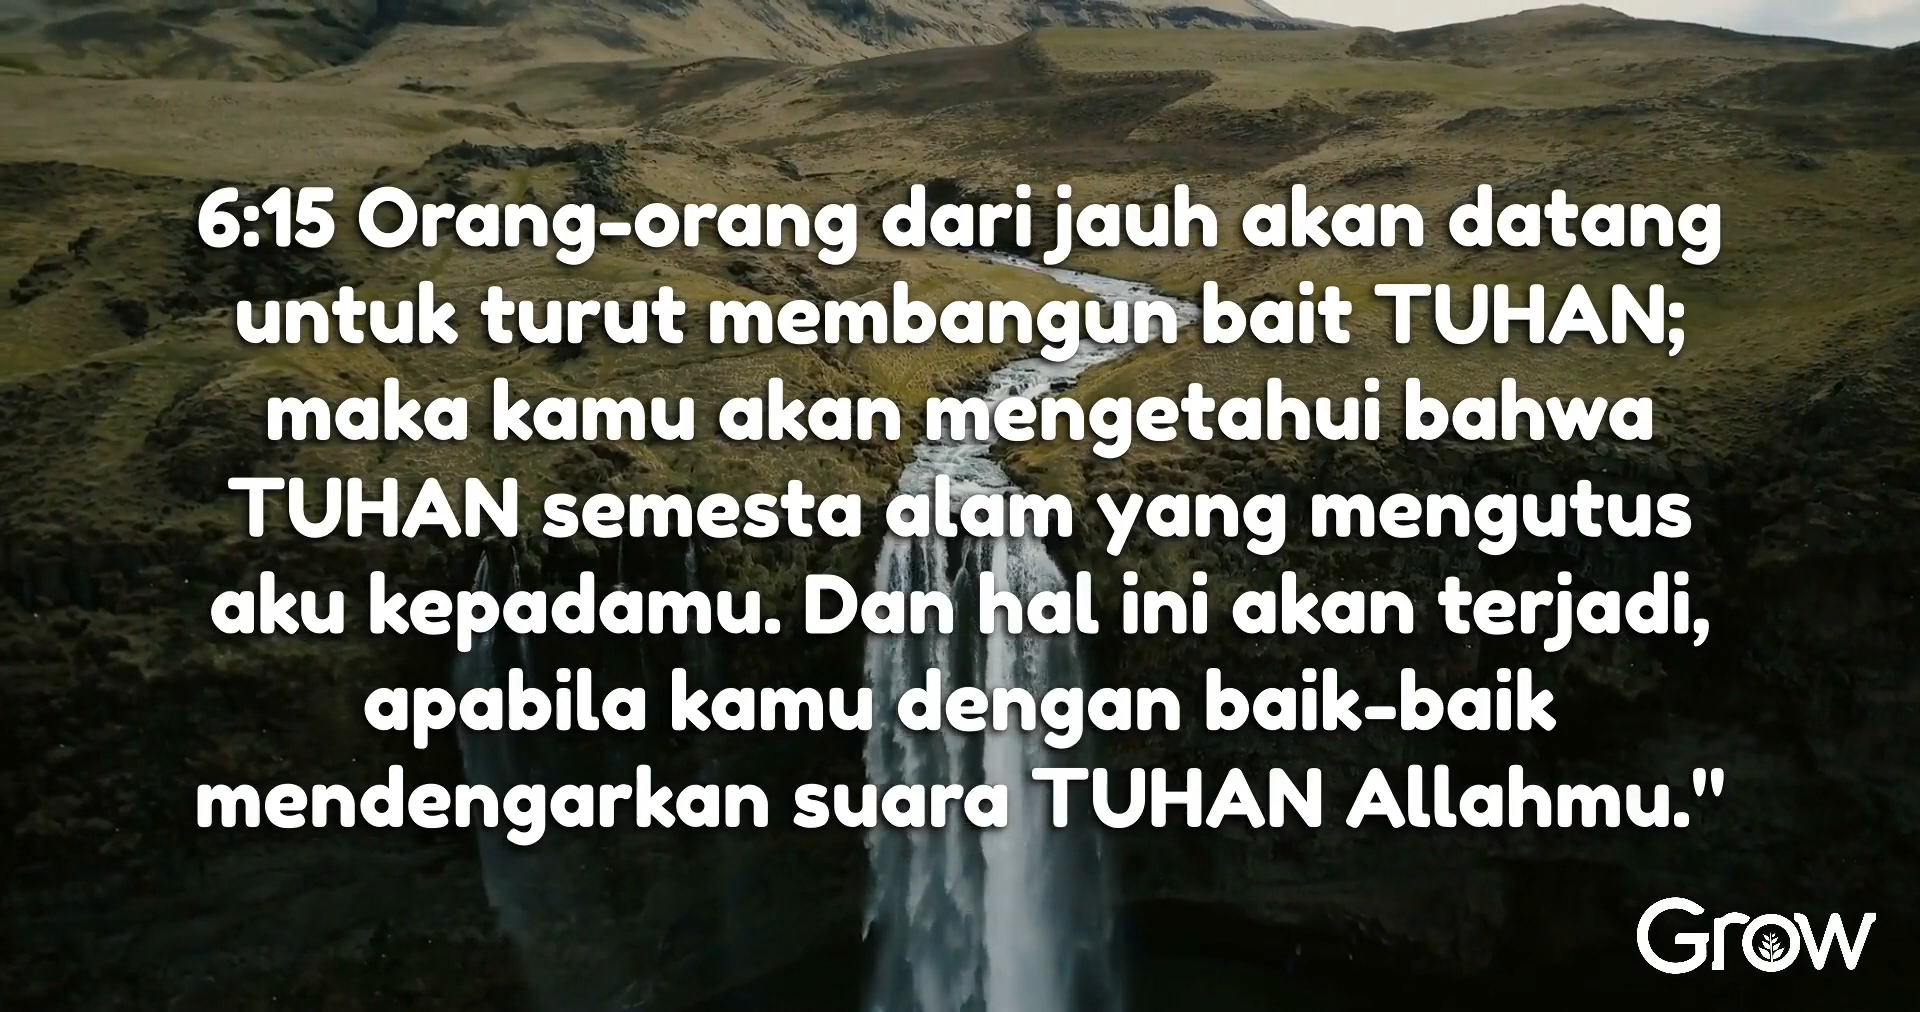 6:15 Orang-orang dari jauh akan datang
untuk turut membangun bait TUHAN;
maka kamu akan mengetahui bahwa
TUHAN semesta alam yang mengutus
aku kepadamu. Dan hal ini akan terjadi,
apabila kamu dengan baik-baik
mendengarkan suara TUHAN Allahmu."
Grow